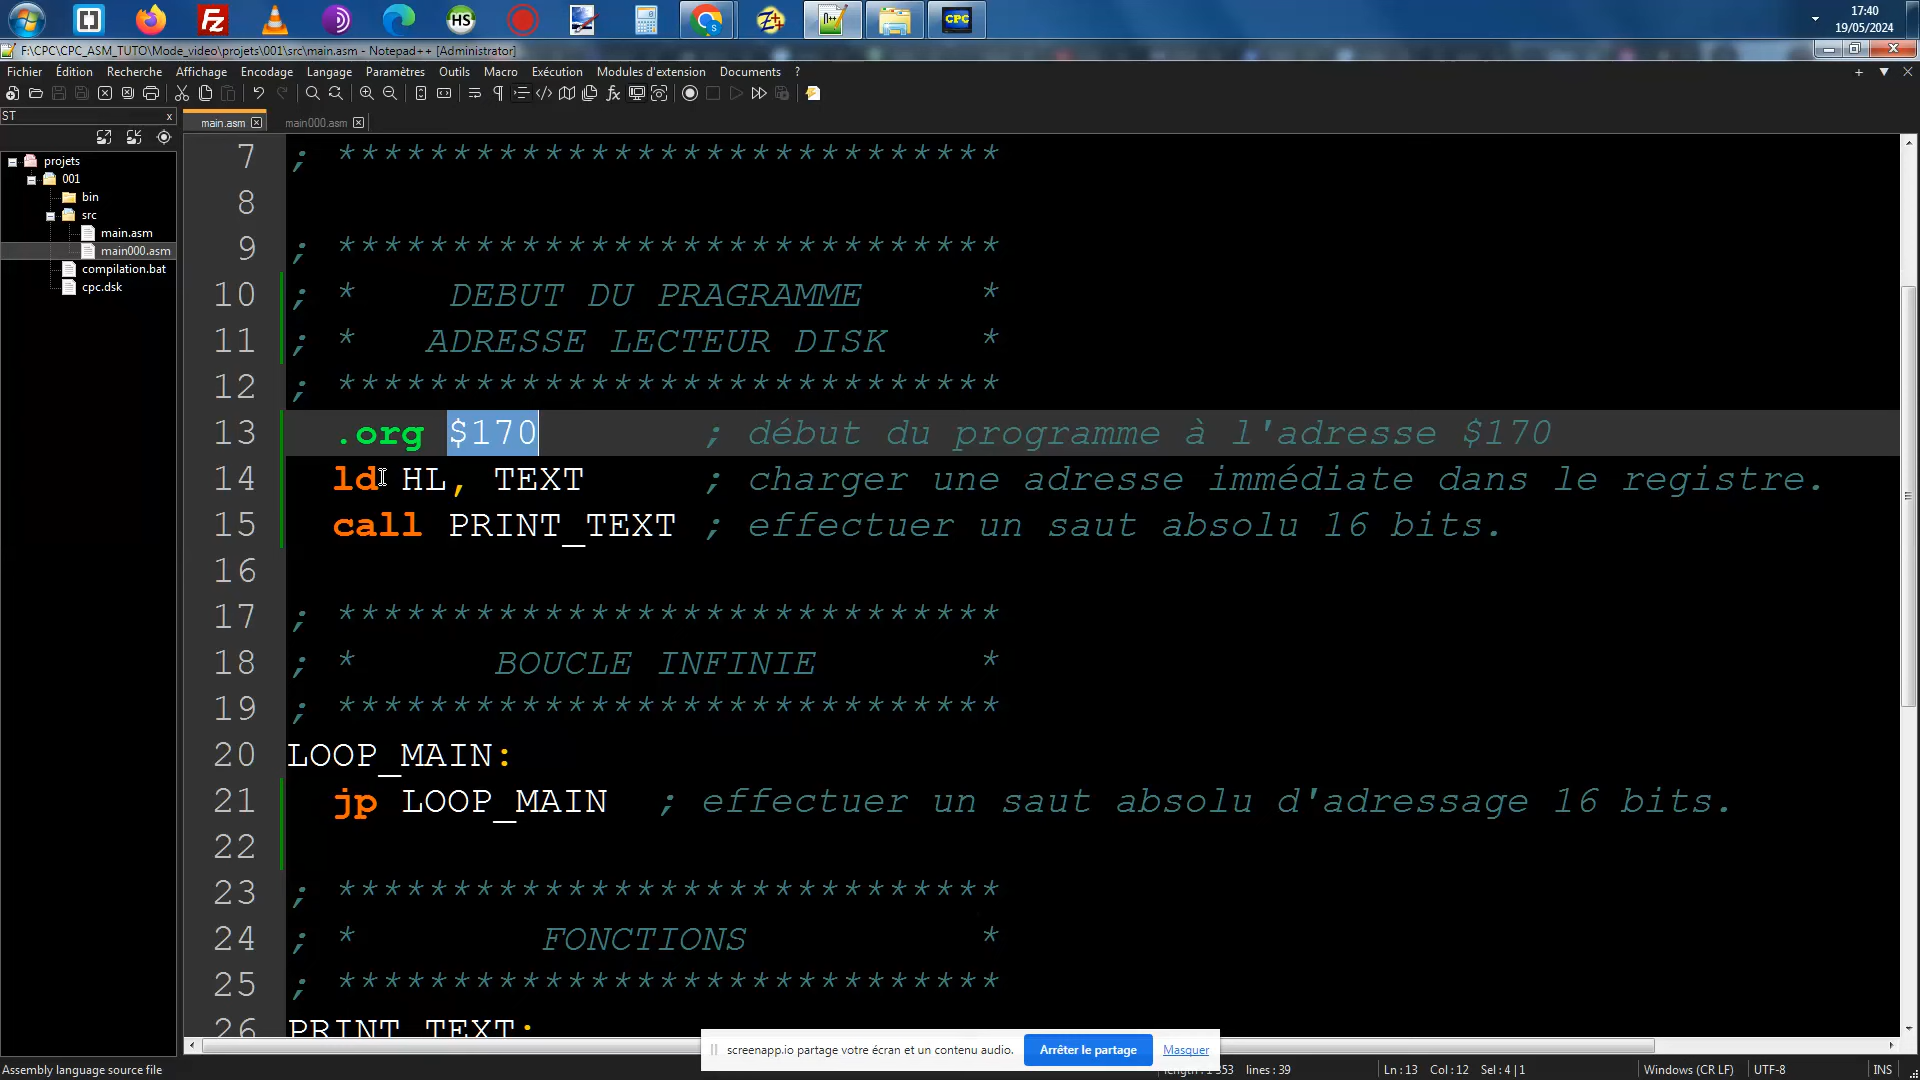 17:40
19/05/2024
HS
CPC
F:\CPC\CPC_ASM_TUTO\Mode_video\projets\001\src\main.asm - Notepad++ [Administrator]
Fichier Édition Recherche Affichage Encodage Langage Paramètres Outils Macro Exécution Modules d'extension Documents ?
ST
main.asm main000.asm
projets
001
bin
src
main.asm
main000.asm
compilation.bat
cpc.dsk
7 ; *****************************
8
9 ; *****************************
10 ; * DEBUT DU PRAGRAMME *
11 ; * ADRESSE LECTEUR DISK *
12 ; *****************************
13 .org $170 ; début du programme à l'adresse $170
14 ld HL, TEXT ; charger une adresse immédiate dans le registre.
15 call PRINT_TEXT ; effectuer un saut absolu 16 bits.
16
17 ; *****************************
18 ; * BOUCLE INFINIE *
19 ; *****************************
20 LOOP_MAIN:
21 jp LOOP_MAIN ; effectuer un saut absolu d'adressage 16 bits.
22
23 ; *****************************
24 ; * FONCTIONS *
25 ; *****************************
26 PRINT_TEXT:
screenapp.io partage votre écran et un contenu audio. Arrêter le partage Masquer
Assembly language source file lines : 39 Ln : 13 Col : 12 Sel : 4 | 1 Windows (CR LF) UTF-8 INS